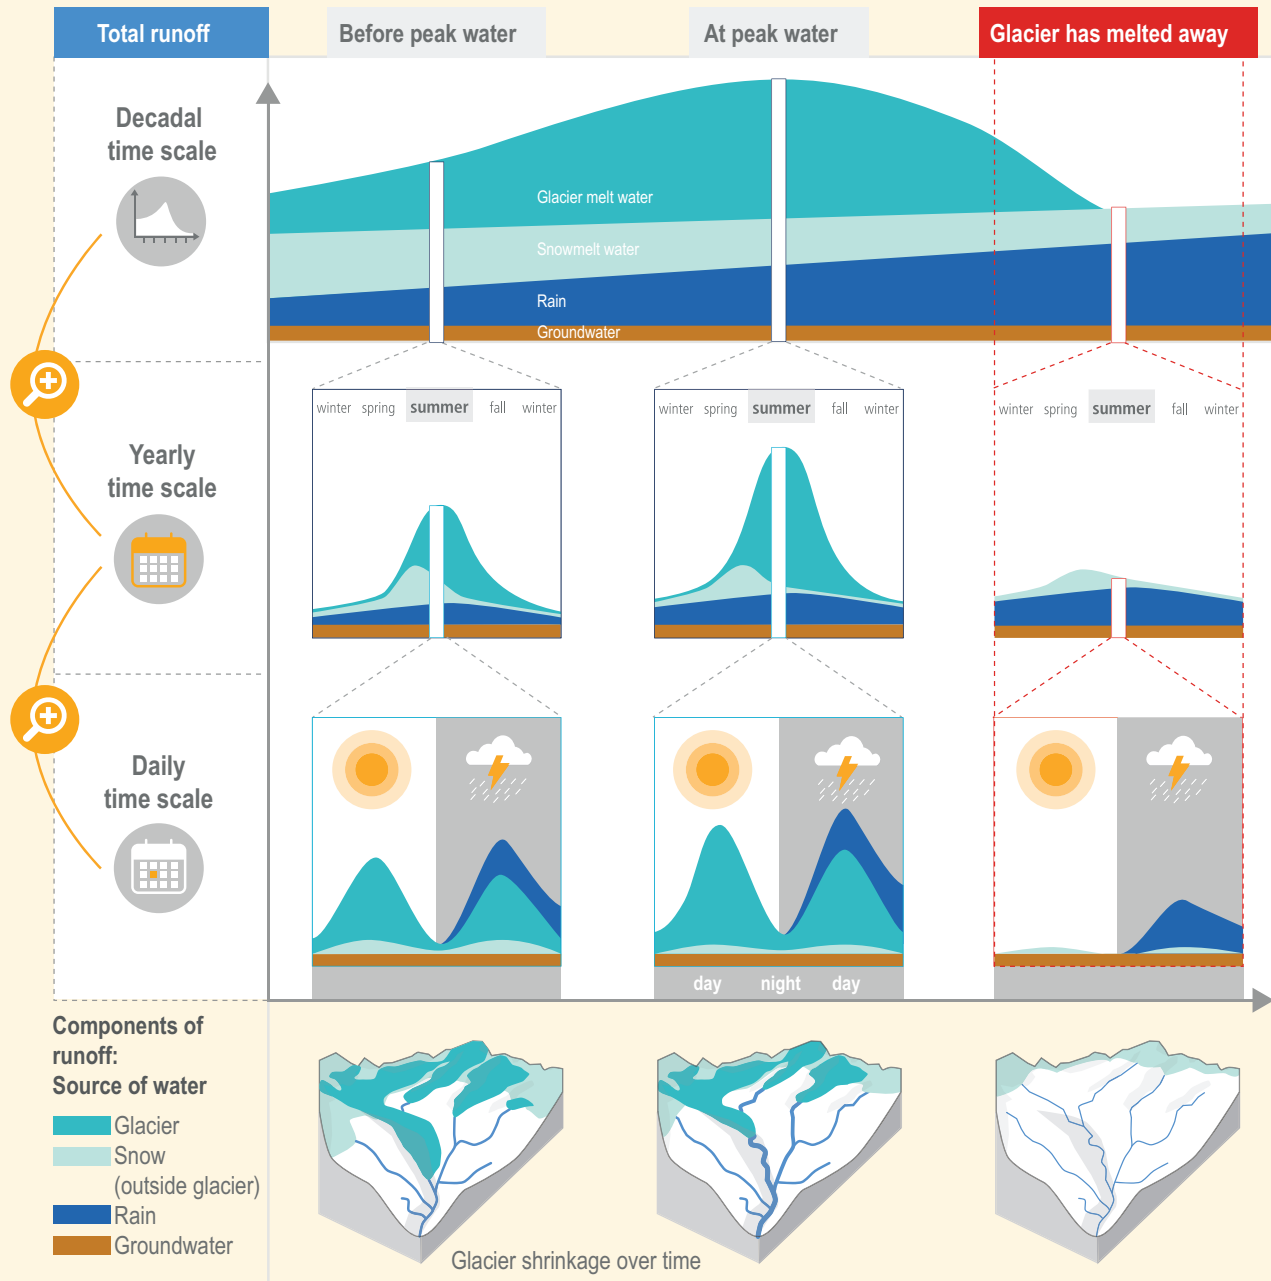 Total runoff
Before peak water
At peak water
Glacier has melted away
Decadal
time scale
Glacier melt water
Snowmelt water
Rain
Groundwater
Yearly
time scale
winter spring summer fall winter
winter spring summer fall winter
winter spring summer fall winter
Daily
time scale
day night day
Components of
runoff:
Source of water
Glacier
Snow
(outside glacier)
Rain
Groundwater
Glacier shrinkage over time